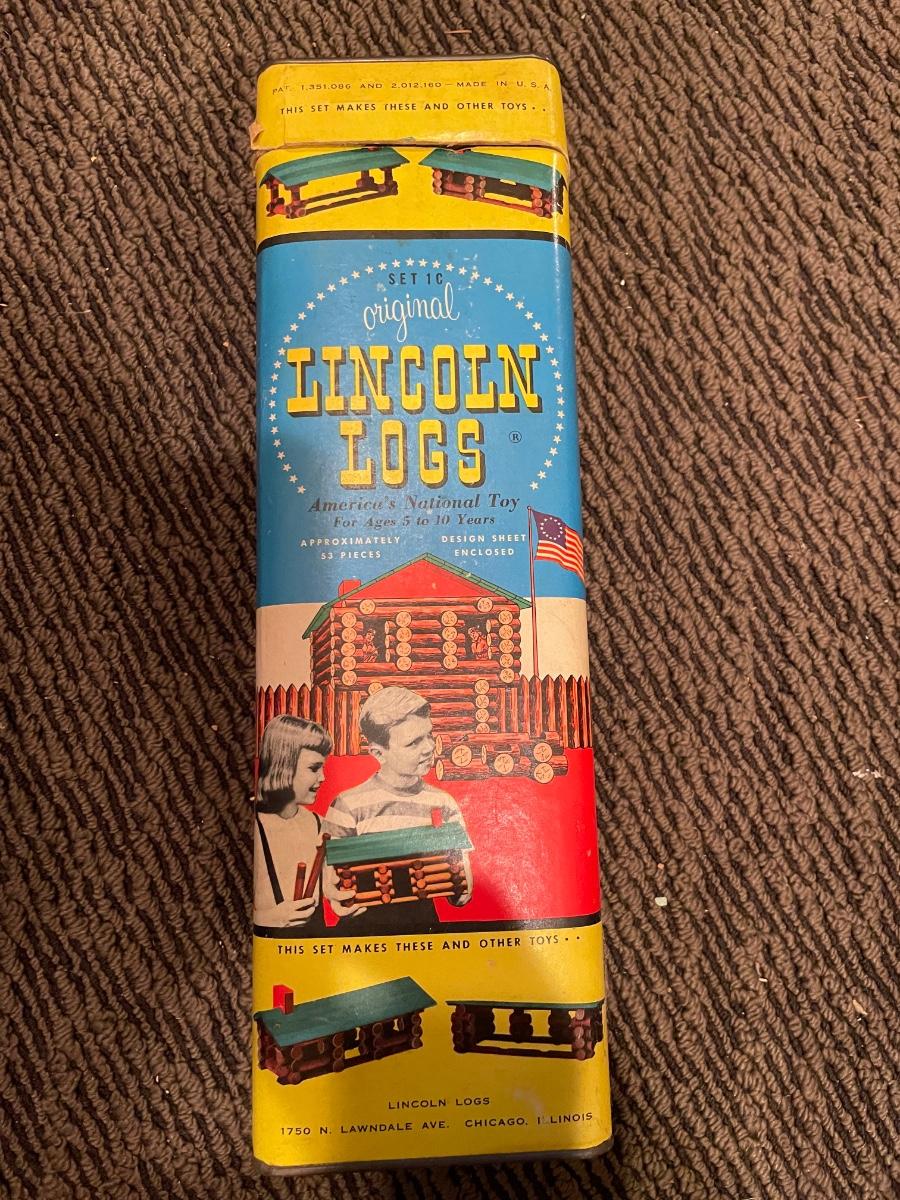 PAT. 1,351,086 AND 2,012,160 — MADE IN U. S. A.
THIS SET MAKES THESE AND OTHER TOYS . .
SET 1C
original
LINCOLN
LOGS ®
America's National Toy
For Ages 5 to 10 Years
APPROXIMATELY
53 PIECES
DESIGN SHEET
ENCLOSED
THIS SET MAKES THESE AND OTHER TOYS . .
LINCOLN LOGS
1750 N. LAWNDALE AVE. CHICAGO, ILLINOIS